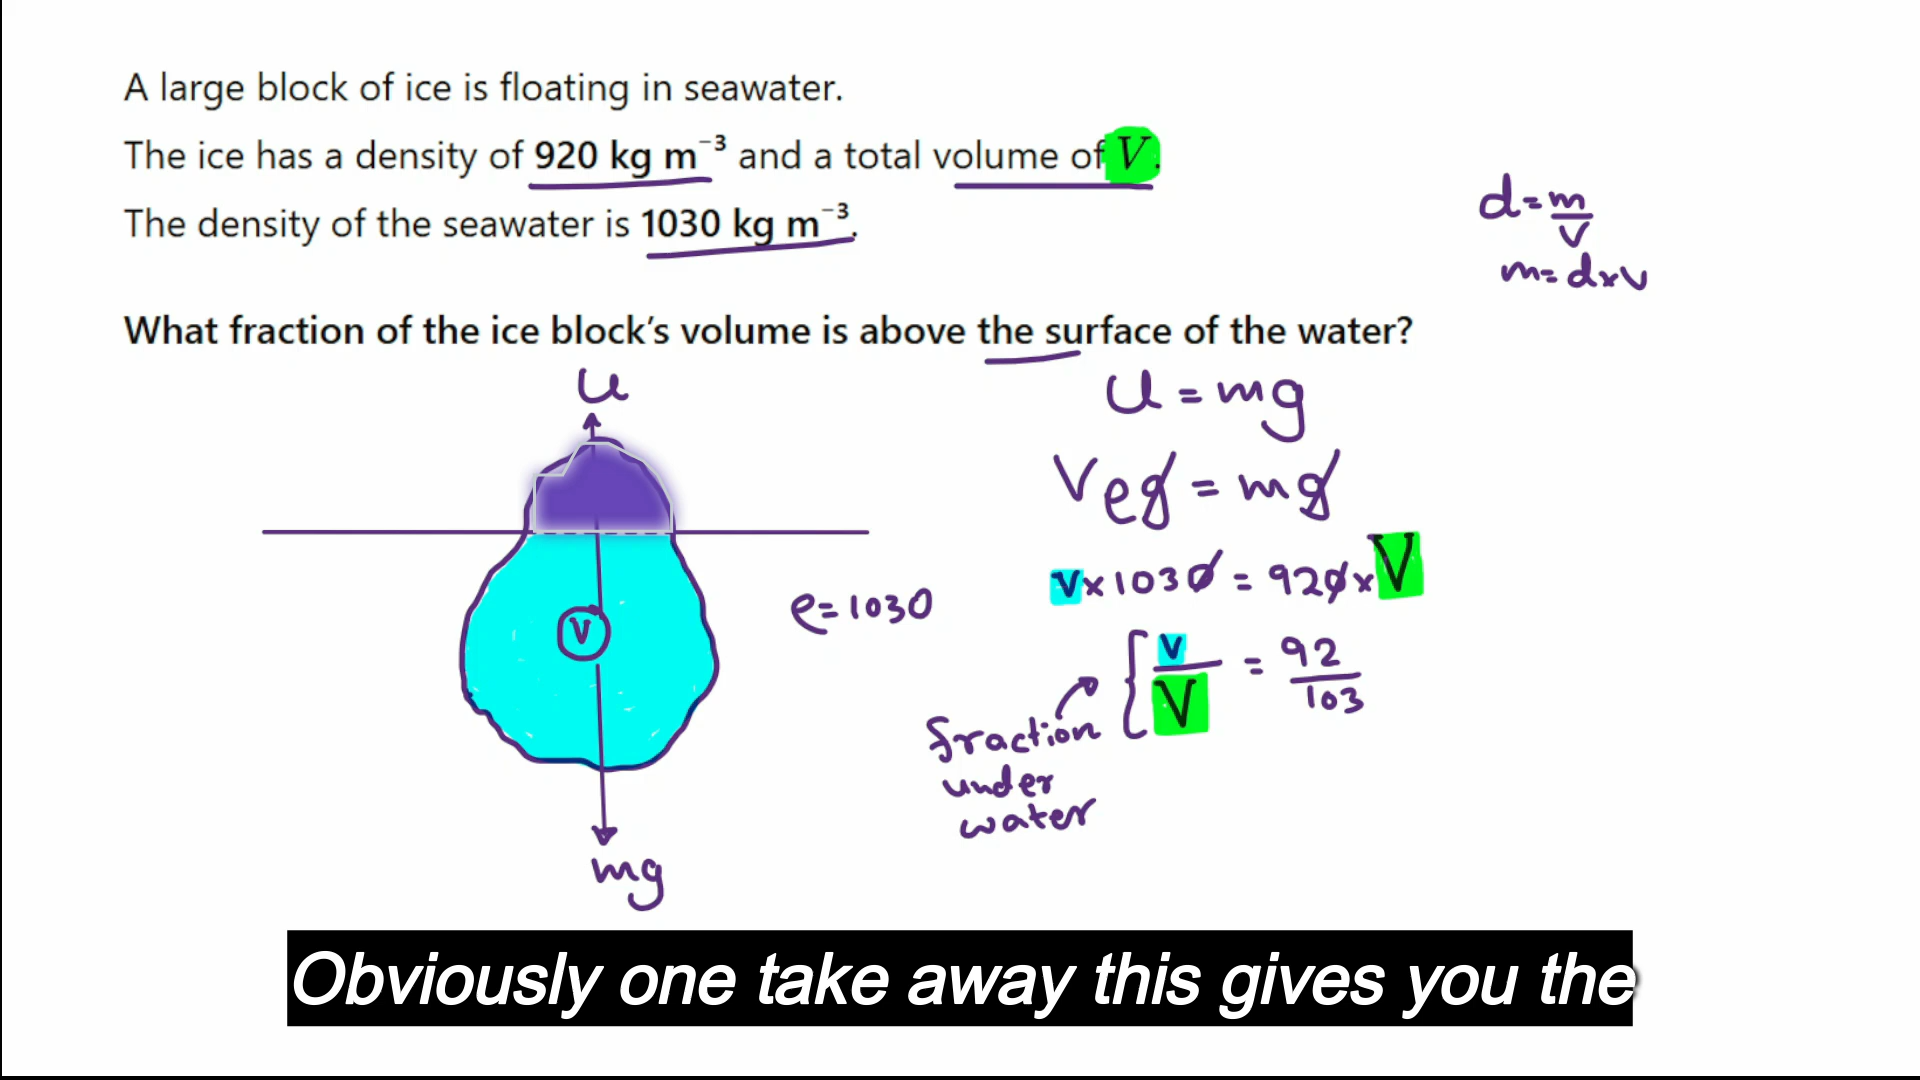 A large block of ice is floating in seawater.
The ice has a density of 920 kg m⁻³ and a total volume of V.
The density of the seawater is 1030 kg m⁻³.
d = m/v
m = d×v
What fraction of the ice block's volume is above the surface of the water?
U
U = mg
Vρg = mg
v × 1030 = 920 × V
ρ = 1030
V
v/V = 92/103
fraction
under
water
mg
Obviously one take away this gives you the